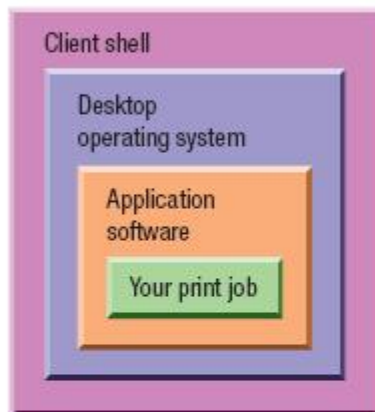 Client shell
Desktop
operating system
Application
software
Your print job